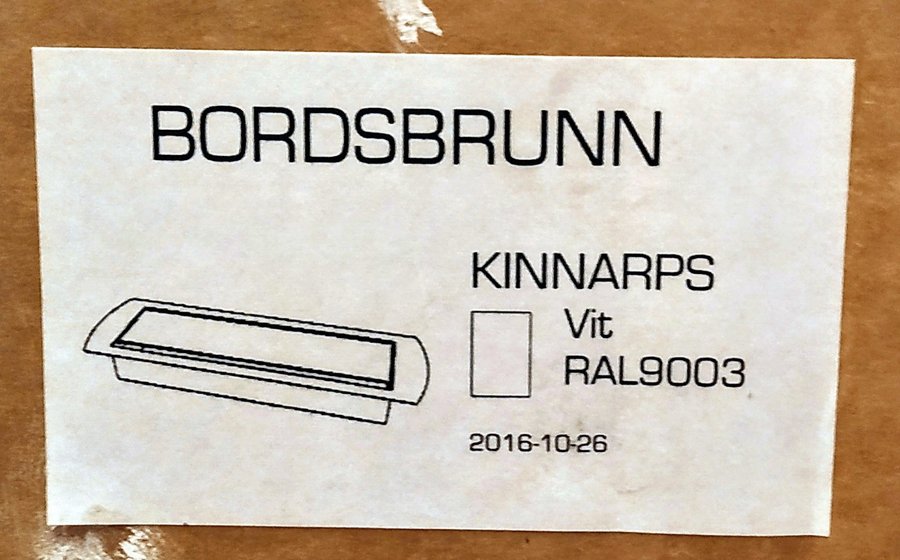 BORDSBRUNN
KINNARPS
Vit
RAL9003
2016-10-26